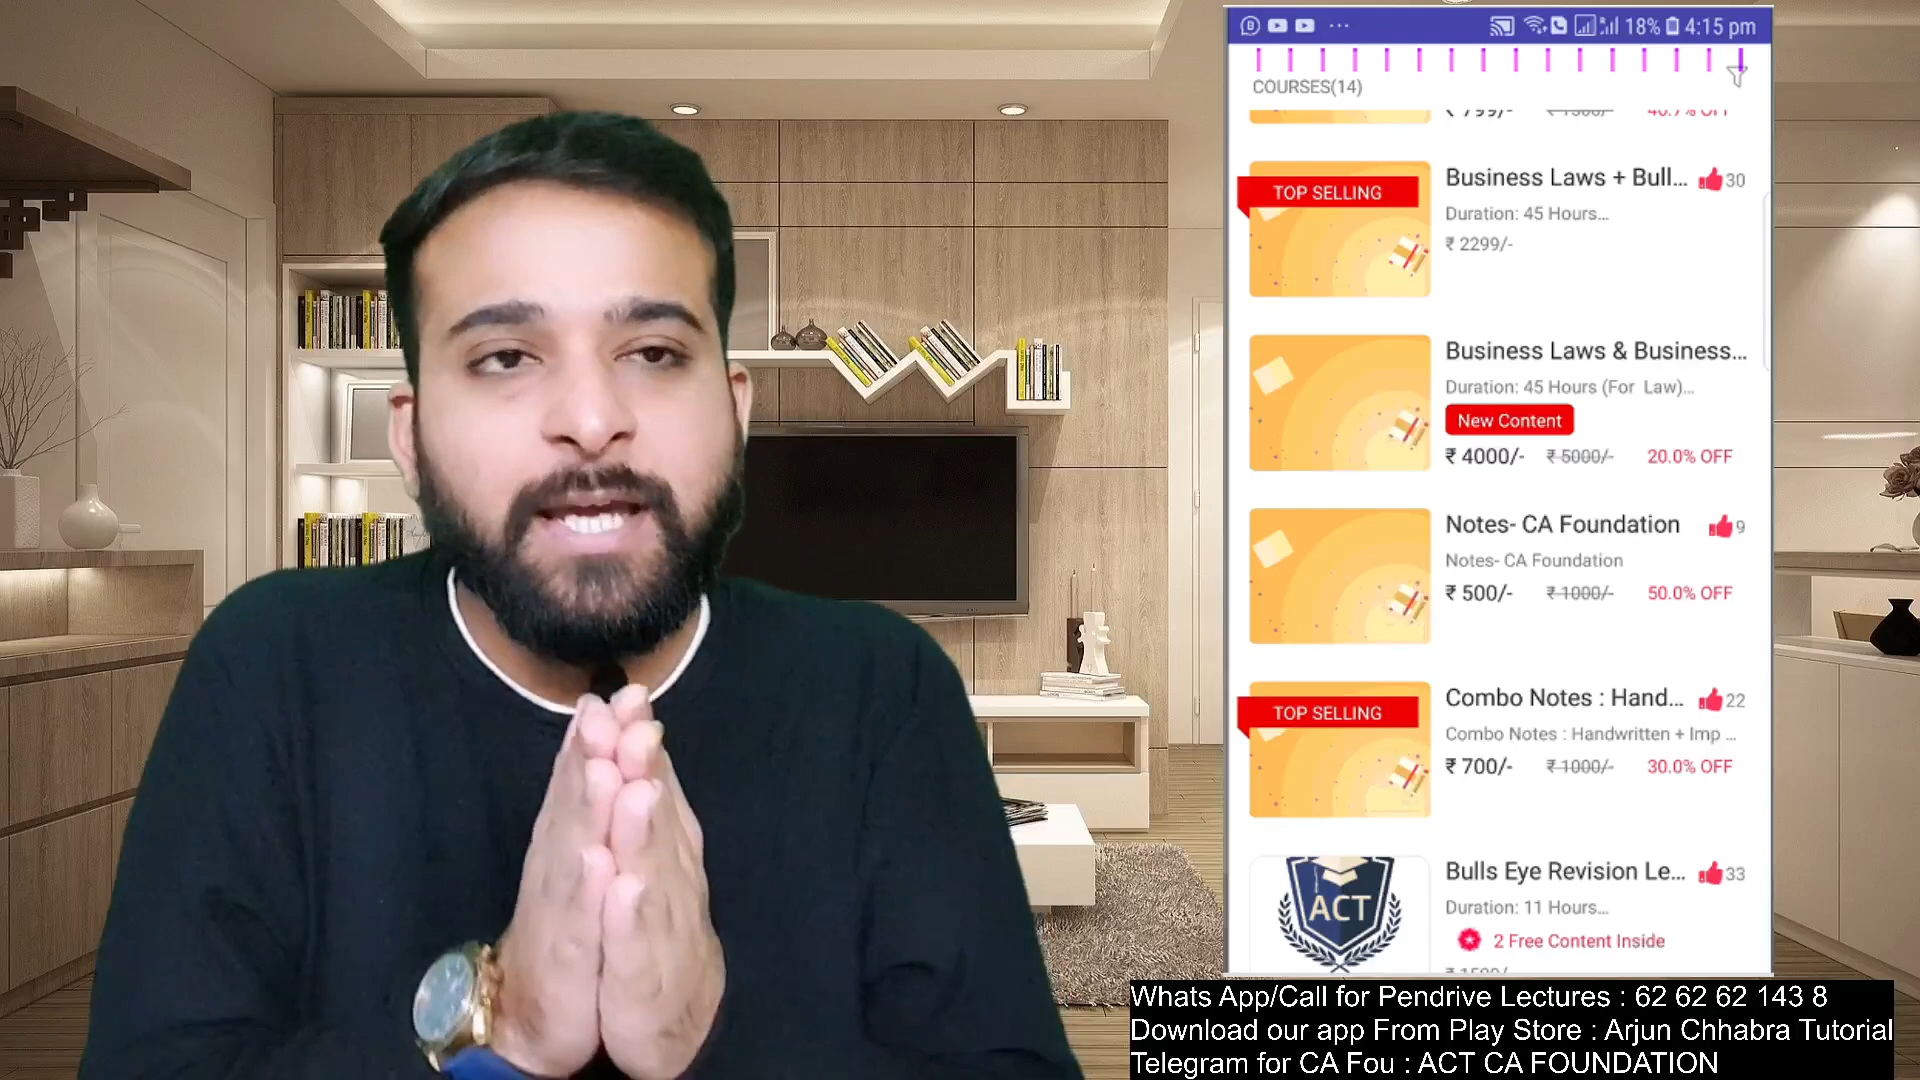 18% 4:15 pm
COURSES(14)
₹ 799/-
TOP SELLING
Business Laws + Bull... 30
Duration: 45 Hours...
₹ 2299/-
Business Laws & Business...
Duration: 45 Hours (For Law)...
New Content
₹ 4000/- ₹ 5000/- 20.0% OFF
Notes- CA Foundation 9
Notes- CA Foundation
₹ 500/- ₹ 1000/- 50.0% OFF
TOP SELLING
Combo Notes : Hand... 22
Combo Notes : Handwritten + Imp ...
₹ 700/- ₹ 1000/- 30.0% OFF
ACT
Bulls Eye Revision Le... 33
Duration: 11 Hours...
2 Free Content Inside
Whats App/Call for Pendrive Lectures : 62 62 62 143 8
Download our app From Play Store : Arjun Chhabra Tutorial
Telegram for CA Fou : ACT CA FOUNDATION